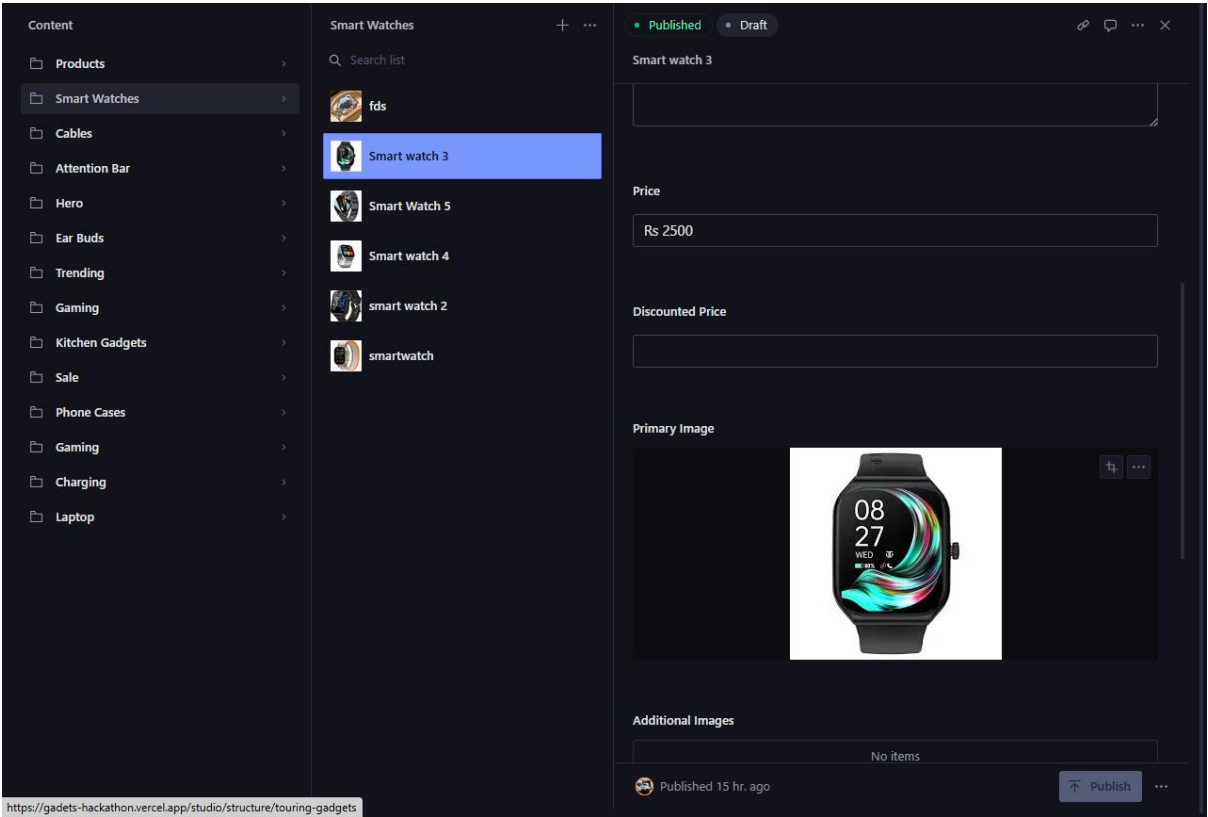 Content
Products
Smart Watches
Cables
Attention Bar
Hero
Ear Buds
Trending
Gaming
Kitchen Gadgets
Sale
Phone Cases
Gaming
Charging
Laptop
Smart Watches
Search list
fds
Smart watch 3
Smart Watch 5
Smart watch 4
smart watch 2
smartwatch
Published
Draft
Smart watch 3
Price
Rs 2500
Discounted Price
Primary Image
08
27
WED
Additional Images
No items
Published 15 hr. ago
Publish
https://gadets-hackathon.vercel.app/studio/structure/touring-gadgets